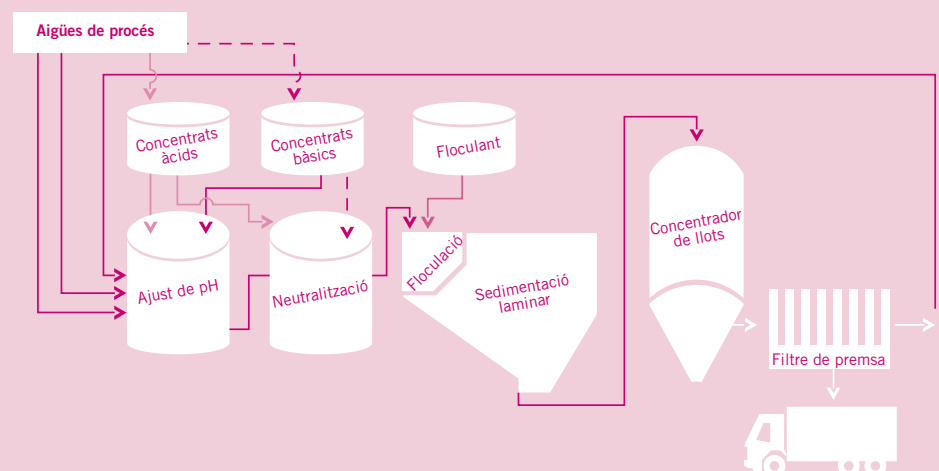 Aigües de procés
Concentrats
àcids
Concentrats
bàsics
Floculant
Ajust de pH
Neutralització
Floculació
Sedimentació
laminar
Concentrador
de llots
Filtre de premsa